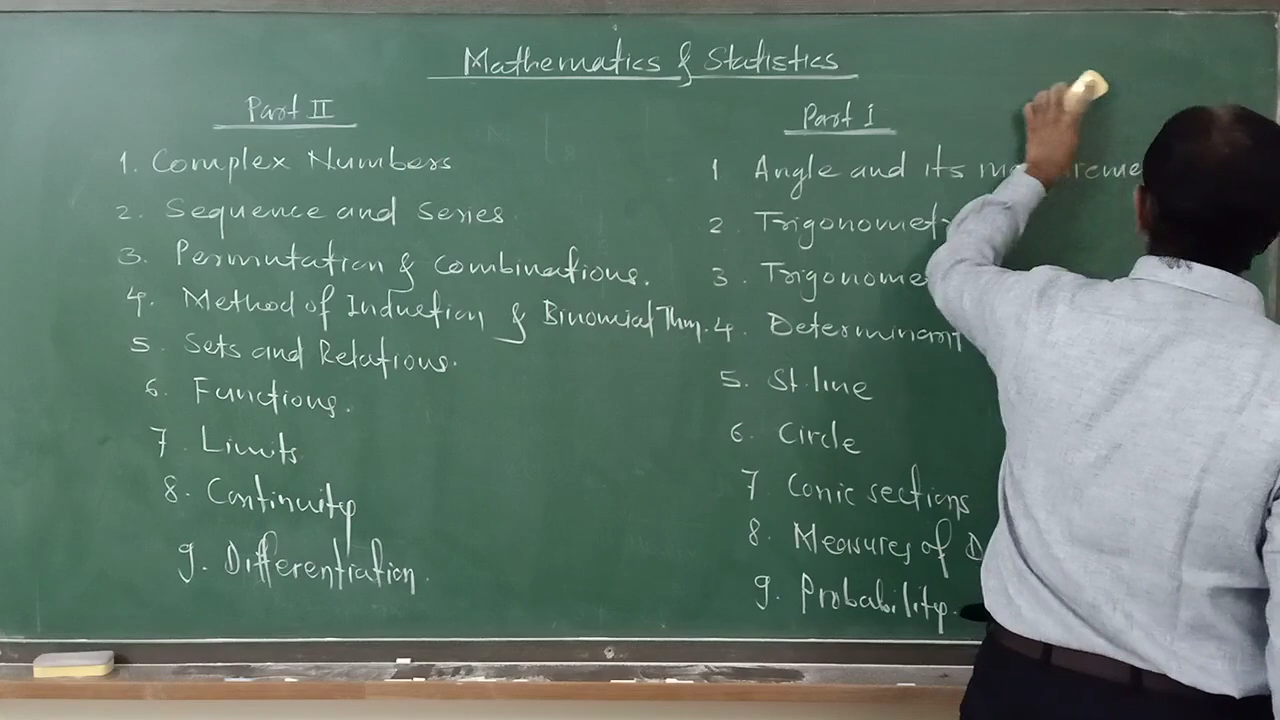 Mathematics & Statistics
Part II
1. Complex Numbers
2. Sequence and Series.
3. Permutation & Combinations.
4. Method of Induction & Binomial Thm.
5. Sets and Relations.
6. Functions.
7. Limits
8. Continuity
9. Differentiation.
Part I
1 Angle and its
2. Trigonomet
3. Trigonome
4. Determinant
5. St.line
6. Circle
7 Conic sections
8. Measures of D
9. Probability.